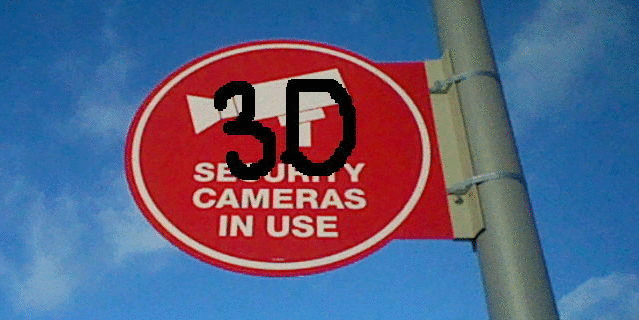 3D
SECURITY
CAMERAS
IN USE